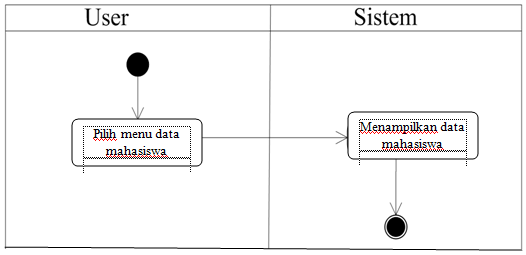 User
Sistem
Pilih menu data
mahasiswa
Menampilkan data
mahasiswa